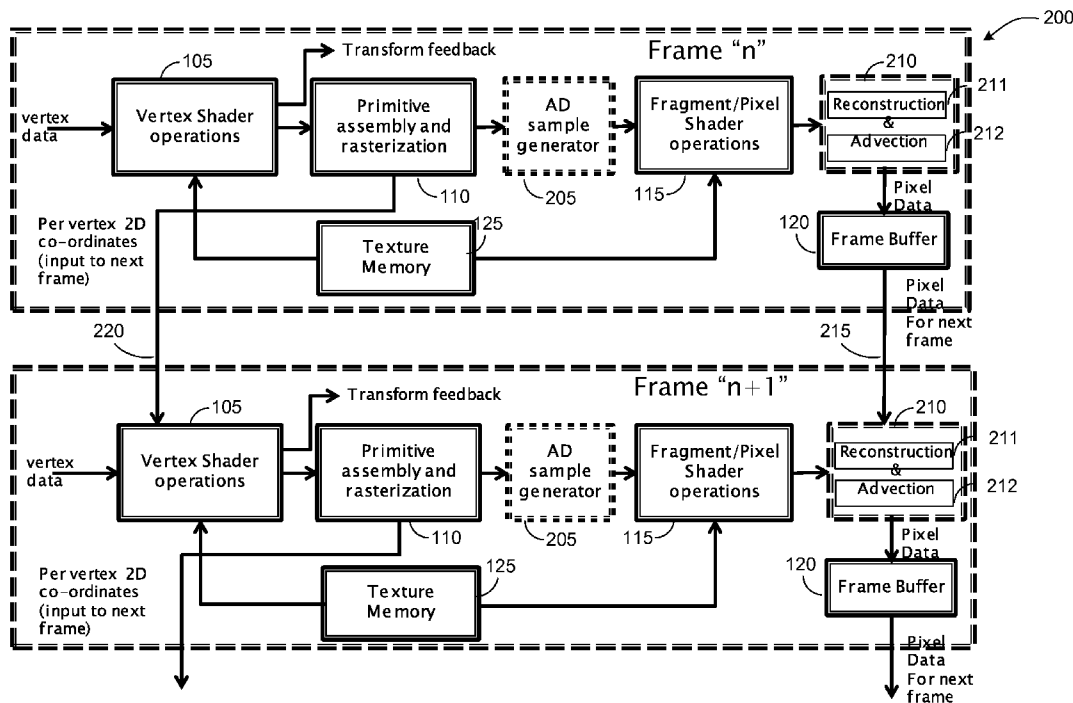 200
Frame "n"
Transform feedback
105
210
vertex
data
Vertex Shader
operations
Primitive
assembly and
rasterization
AD
sample
generator
Fragment/Pixel
Shader
operations
Reconstruction
&
Advection
211
212
110
205
115
Pixel
Data
Per vertex 2D
co-ordinates
(input to next
frame)
Texture
Memory
125
120
Frame Buffer
Pixel
Data
For next
frame
220
215
Frame "n+1"
Transform feedback
105
210
vertex
data
Vertex Shader
operations
Primitive
assembly and
rasterization
AD
sample
generator
Fragment/Pixel
Shader
operations
Reconstruction
&
Advection
211
212
110
205
115
Pixel
Data
Per vertex 2D
co-ordinates
(input to next
frame)
Texture
Memory
125
120
Frame Buffer
Pixel
Data
For next
frame